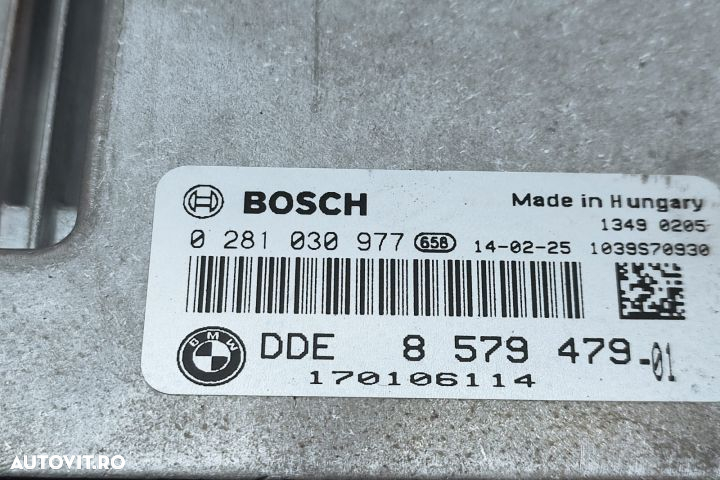 BOSCH Made in Hungary
1349 0205
0 281 030 977 658 14-02-25 1039S70930
BMW DDE 8 579 479-01
170106114
AUTOVIT.RO